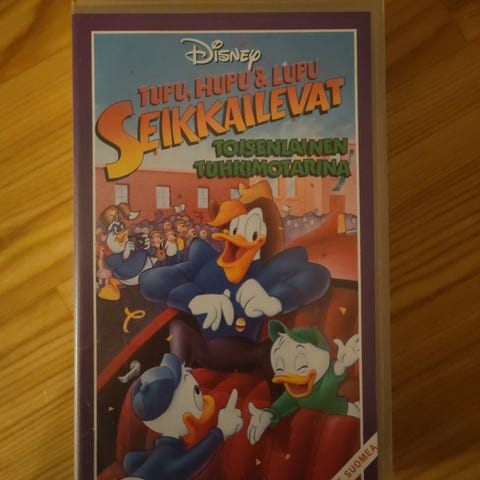 Disney
TUPU, HUPU & LUPU
SEIKKAILEVAT
TOISENLAINEN
TUHKIMOTARINA
SUOMEA